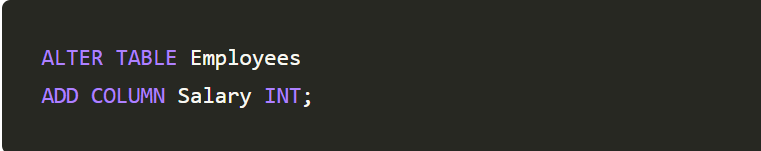 ALTER TABLE Employees
ADD COLUMN Salary INT;